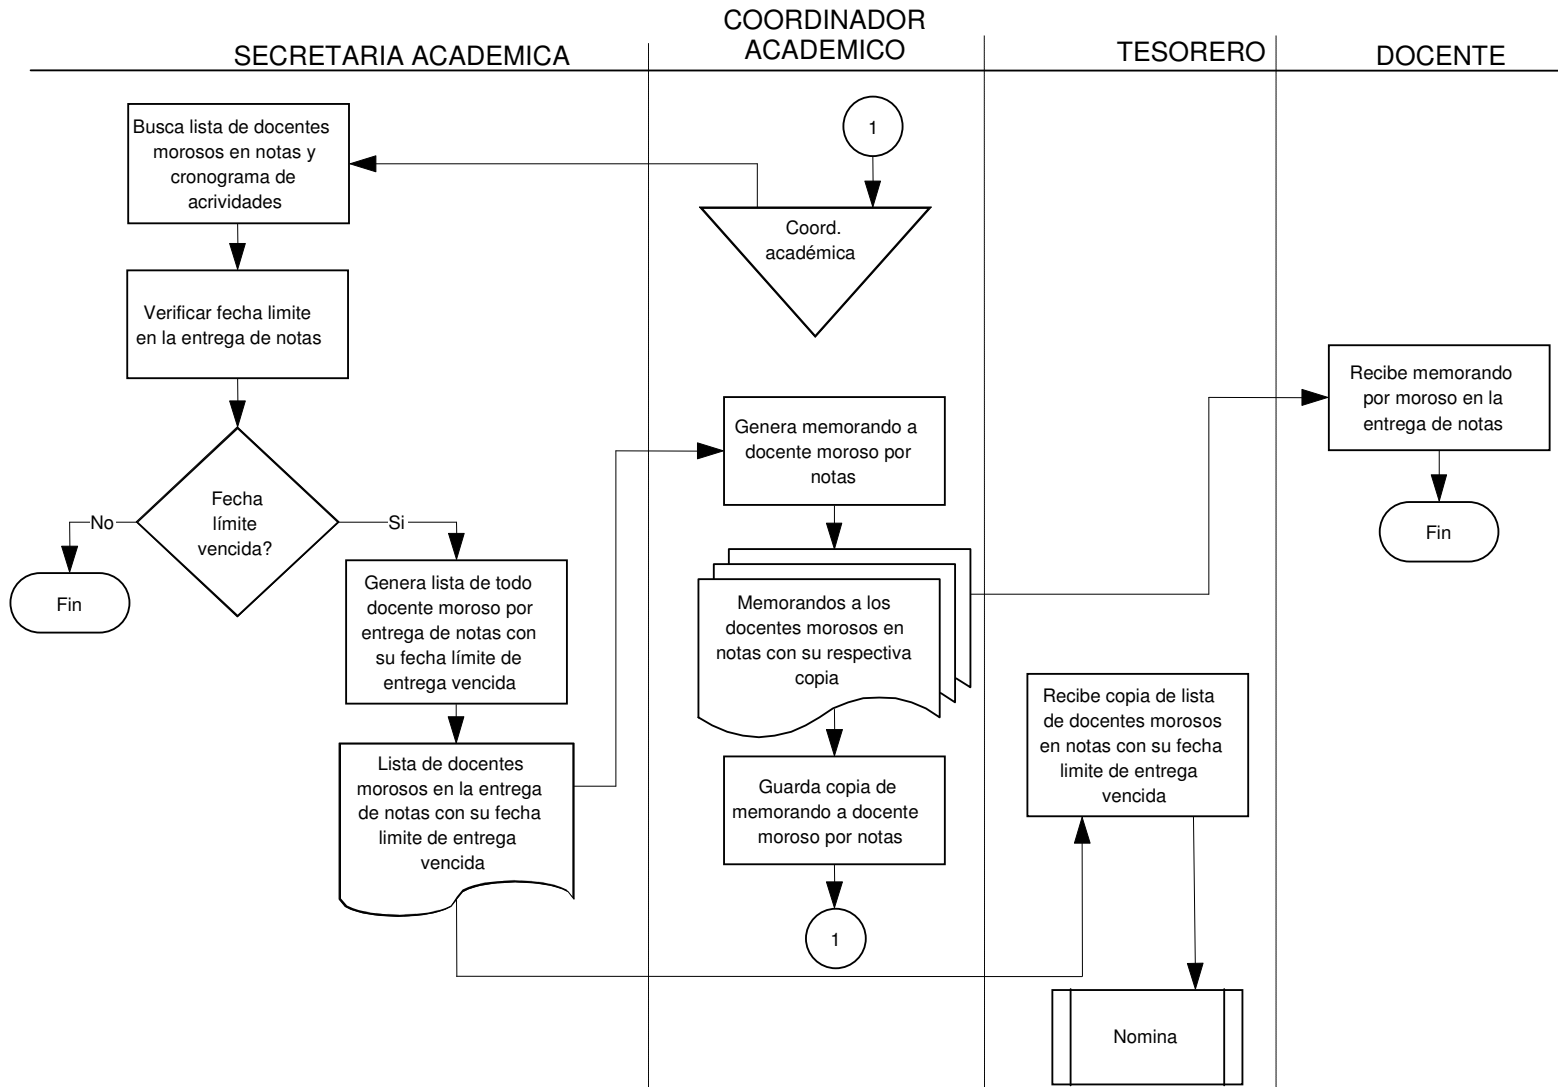 SECRETARIA ACADEMICA
COORDINADOR
ACADEMICO
TESORERO
DOCENTE
Busca lista de docentes
morosos en notas y
cronograma de
acrividades
Verificar fecha limite
en la entrega de notas
Fecha
límite
vencida?
No
Si
Fin
Genera lista de todo
docente moroso por
entrega de notas con
su fecha límite de
entrega vencida
Lista de docentes
morosos en la entrega
de notas con su fecha
limite de entrega
vencida
1
Coord.
académica
Genera memorando a
docente moroso por
notas
Memorandos a los
docentes morosos en
notas con su respectiva
copia
Guarda copia de
memorando a docente
moroso por notas
1
Recibe copia de lista
de docentes morosos
en notas con su fecha
limite de entrega
vencida
Nomina
Recibe memorando
por moroso en la
entrega de notas
Fin